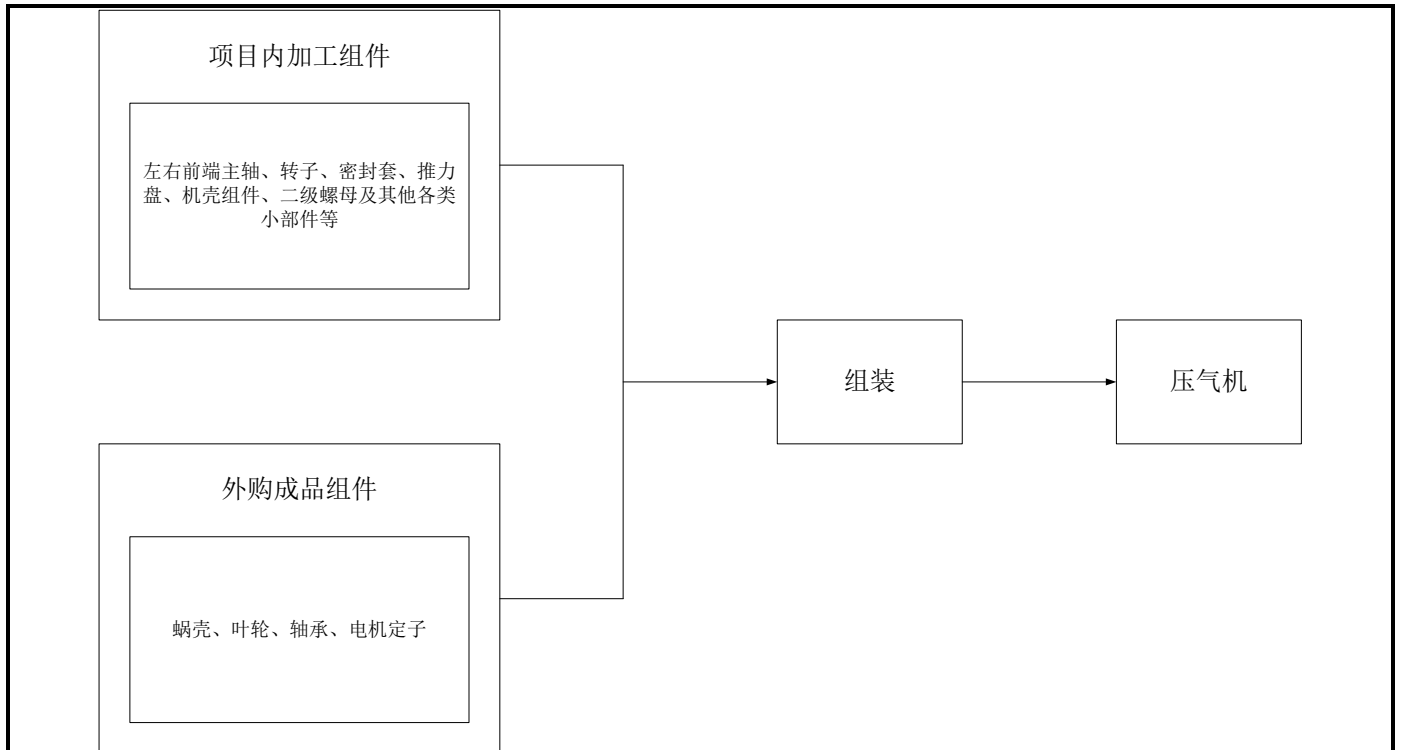 项目内加工组件
左右前端主轴、转子、密封套、推力
盘、机壳组件、二级螺母及其他各类
小部件等
组装
压气机
外购成品组件
蜗壳、叶轮、轴承、电机定子